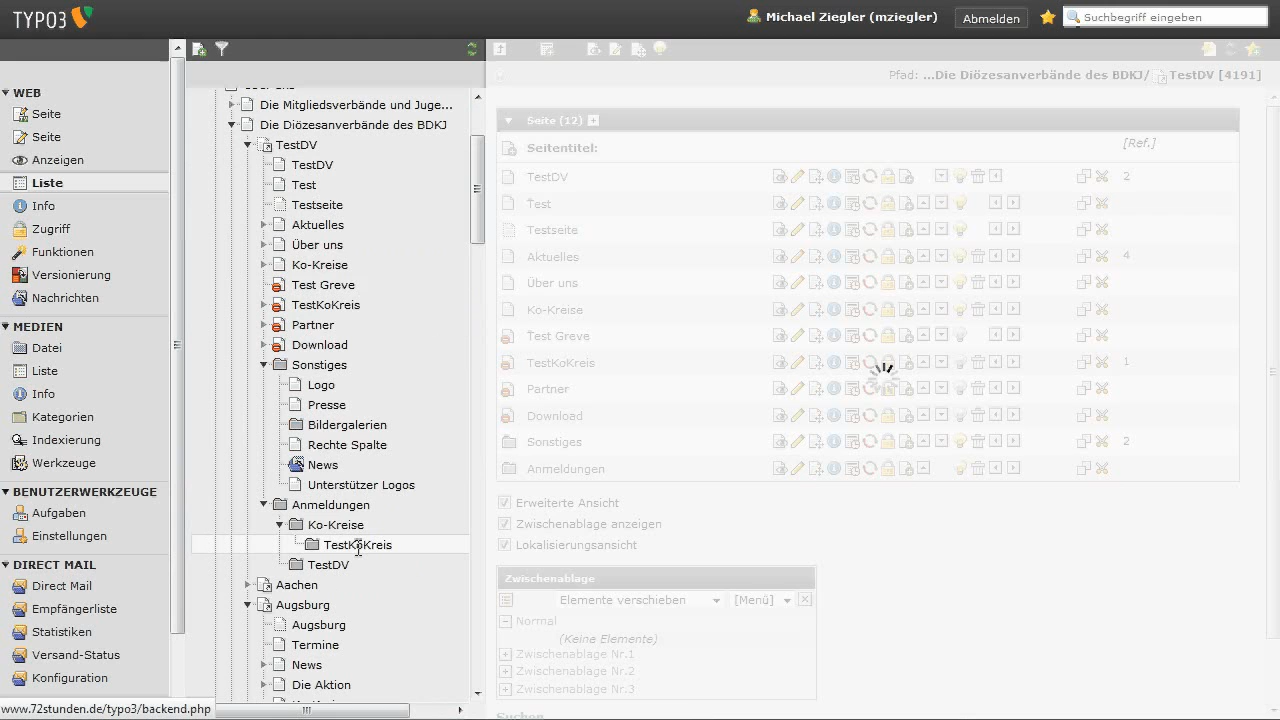 TYPO3
Michael Ziegler (mziegler)
Abmelden
Suchbegriff eingeben
WEB
Seite
Seite
Anzeigen
Liste
Info
Zugriff
Funktionen
Versionierung
Nachrichten
MEDIEN
Datei
Liste
Info
Kategorien
Indexierung
Werkzeuge
BENUTZERWERKZEUGE
Aufgaben
Einstellungen
DIRECT MAIL
Direct Mail
Empfängerliste
Statistiken
Versand-Status
Konfiguration
www.72stunden.de/typo3/backend.php
Die Mitgliedsverbände und Juge...
Die Diözesanverbände des BDKJ
TestDV
TestDV
Test
Testseite
Aktuelles
Über uns
Ko-Kreise
Test Greve
TestKoKreis
Partner
Download
Sonstiges
Logo
Presse
Bildergalerien
Rechte Spalte
News
Unterstützer Logos
Anmeldungen
Ko-Kreise
TestKoKreis
TestDV
Aachen
Augsburg
Augsburg
Termine
News
Die Aktion
Pfad: ...Die Diözesanverbände des BDKJ/ TestDV [4191]
Seite (12)
Seitentitel: [Ref.]
TestDV 2
Test
Testseite
Aktuelles 4
Über uns
Ko-Kreise
Test Greve
TestKoKreis 1
Partner
Download
Sonstiges 2
Anmeldungen
Erweiterte Ansicht
Zwischenablage anzeigen
Lokalisierungsansicht
Zwischenablage
Elemente verschieben [Menü]
Normal
(Keine Elemente)
Zwischenablage Nr.1
Zwischenablage Nr.2
Zwischenablage Nr.3
Suchen